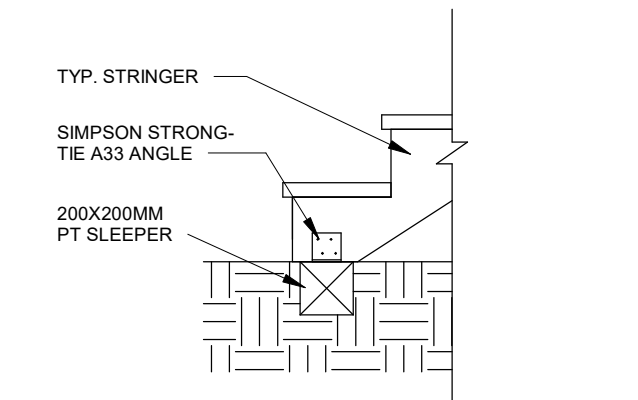 TYP. STRINGER
SIMPSON STRONG-
TIE A33 ANGLE
200X200MM
PT SLEEPER